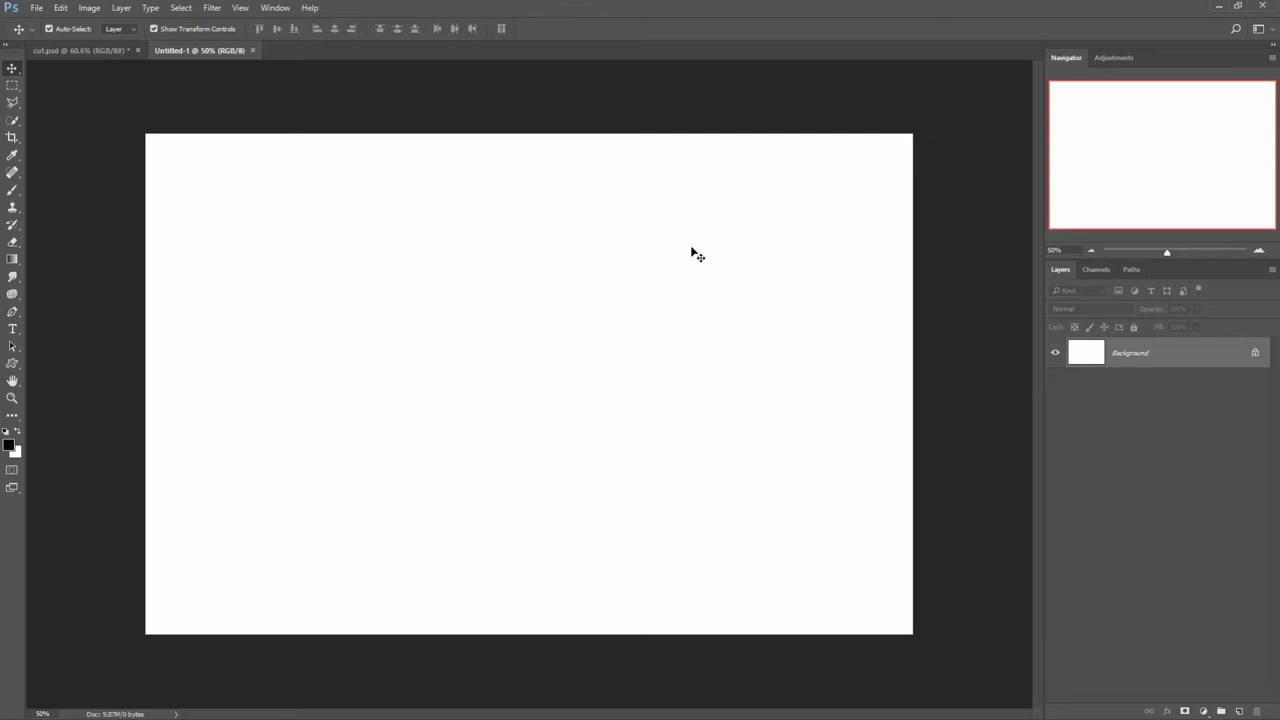 Ps File Edit Image Layer Type Select Filter View Window Help
Auto-Select: Layer Show Transform Controls
cut.psd @ 60.6% (RGB/8#) * × Untitled-1 @ 50% (RGB/8) ×
Navigator Adjustments
50%
Layers Channels Paths
Kind
Normal Opacity: 100%
Lock: Fill: 100%
Background
50% Doc: 9.87M/0 bytes